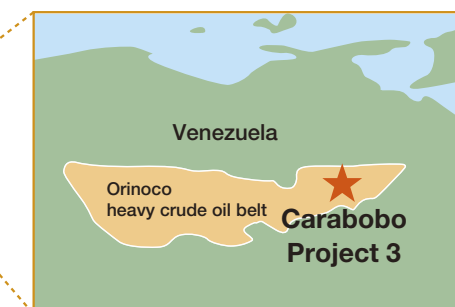 Venezuela
Orinoco
heavy crude oil belt
Carabobo
Project 3